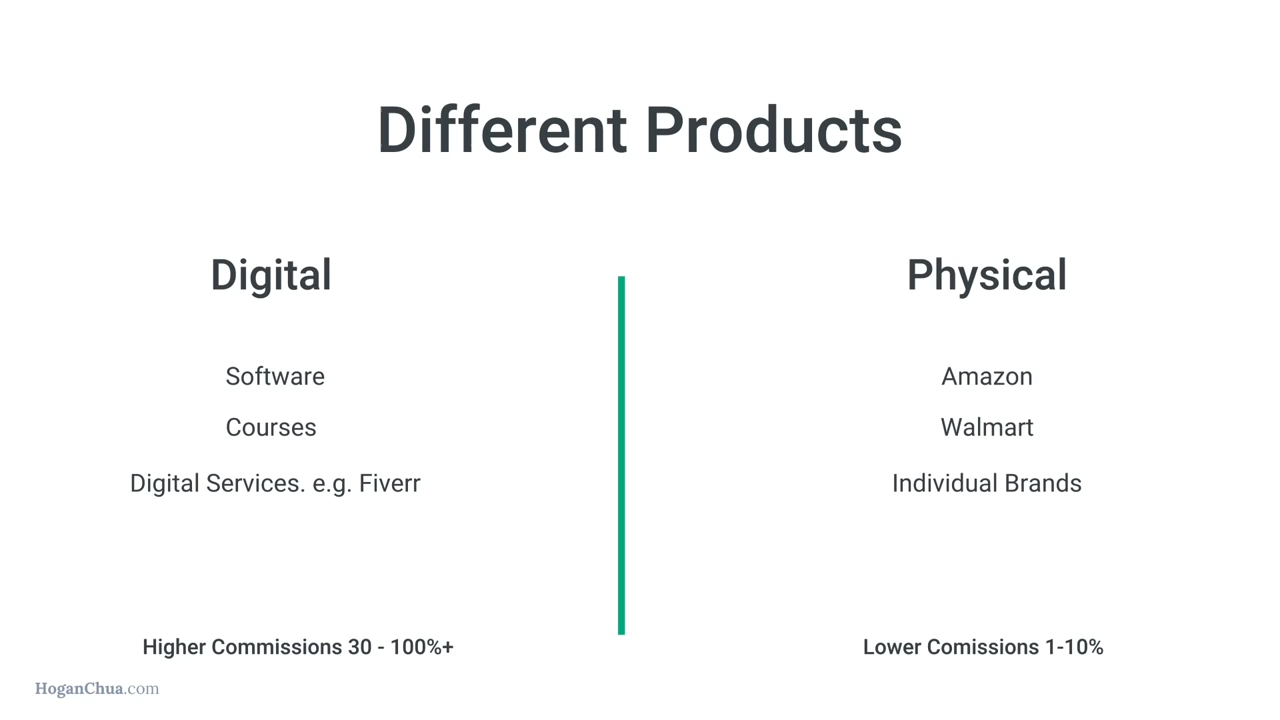 Different Products
Digital
Software
Courses
Digital Services. e.g. Fiverr
Higher Commissions 30 - 100%+
Physical
Amazon
Walmart
Individual Brands
Lower Comissions 1-10%
HoganChua.com